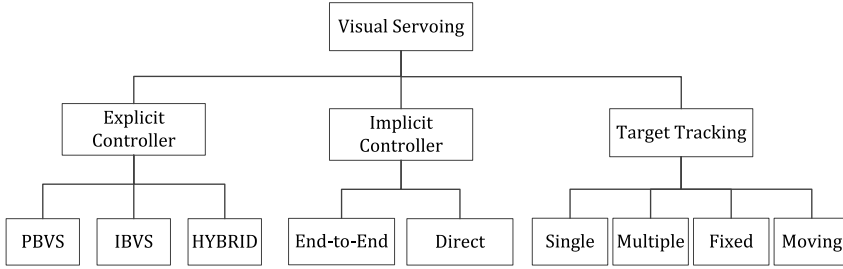 Visual Servoing
Explicit
Controller
Implicit
Controller
Target Tracking
PBVS
IBVS
HYBRID
End-to-End
Direct
Single
Multiple
Fixed
Moving